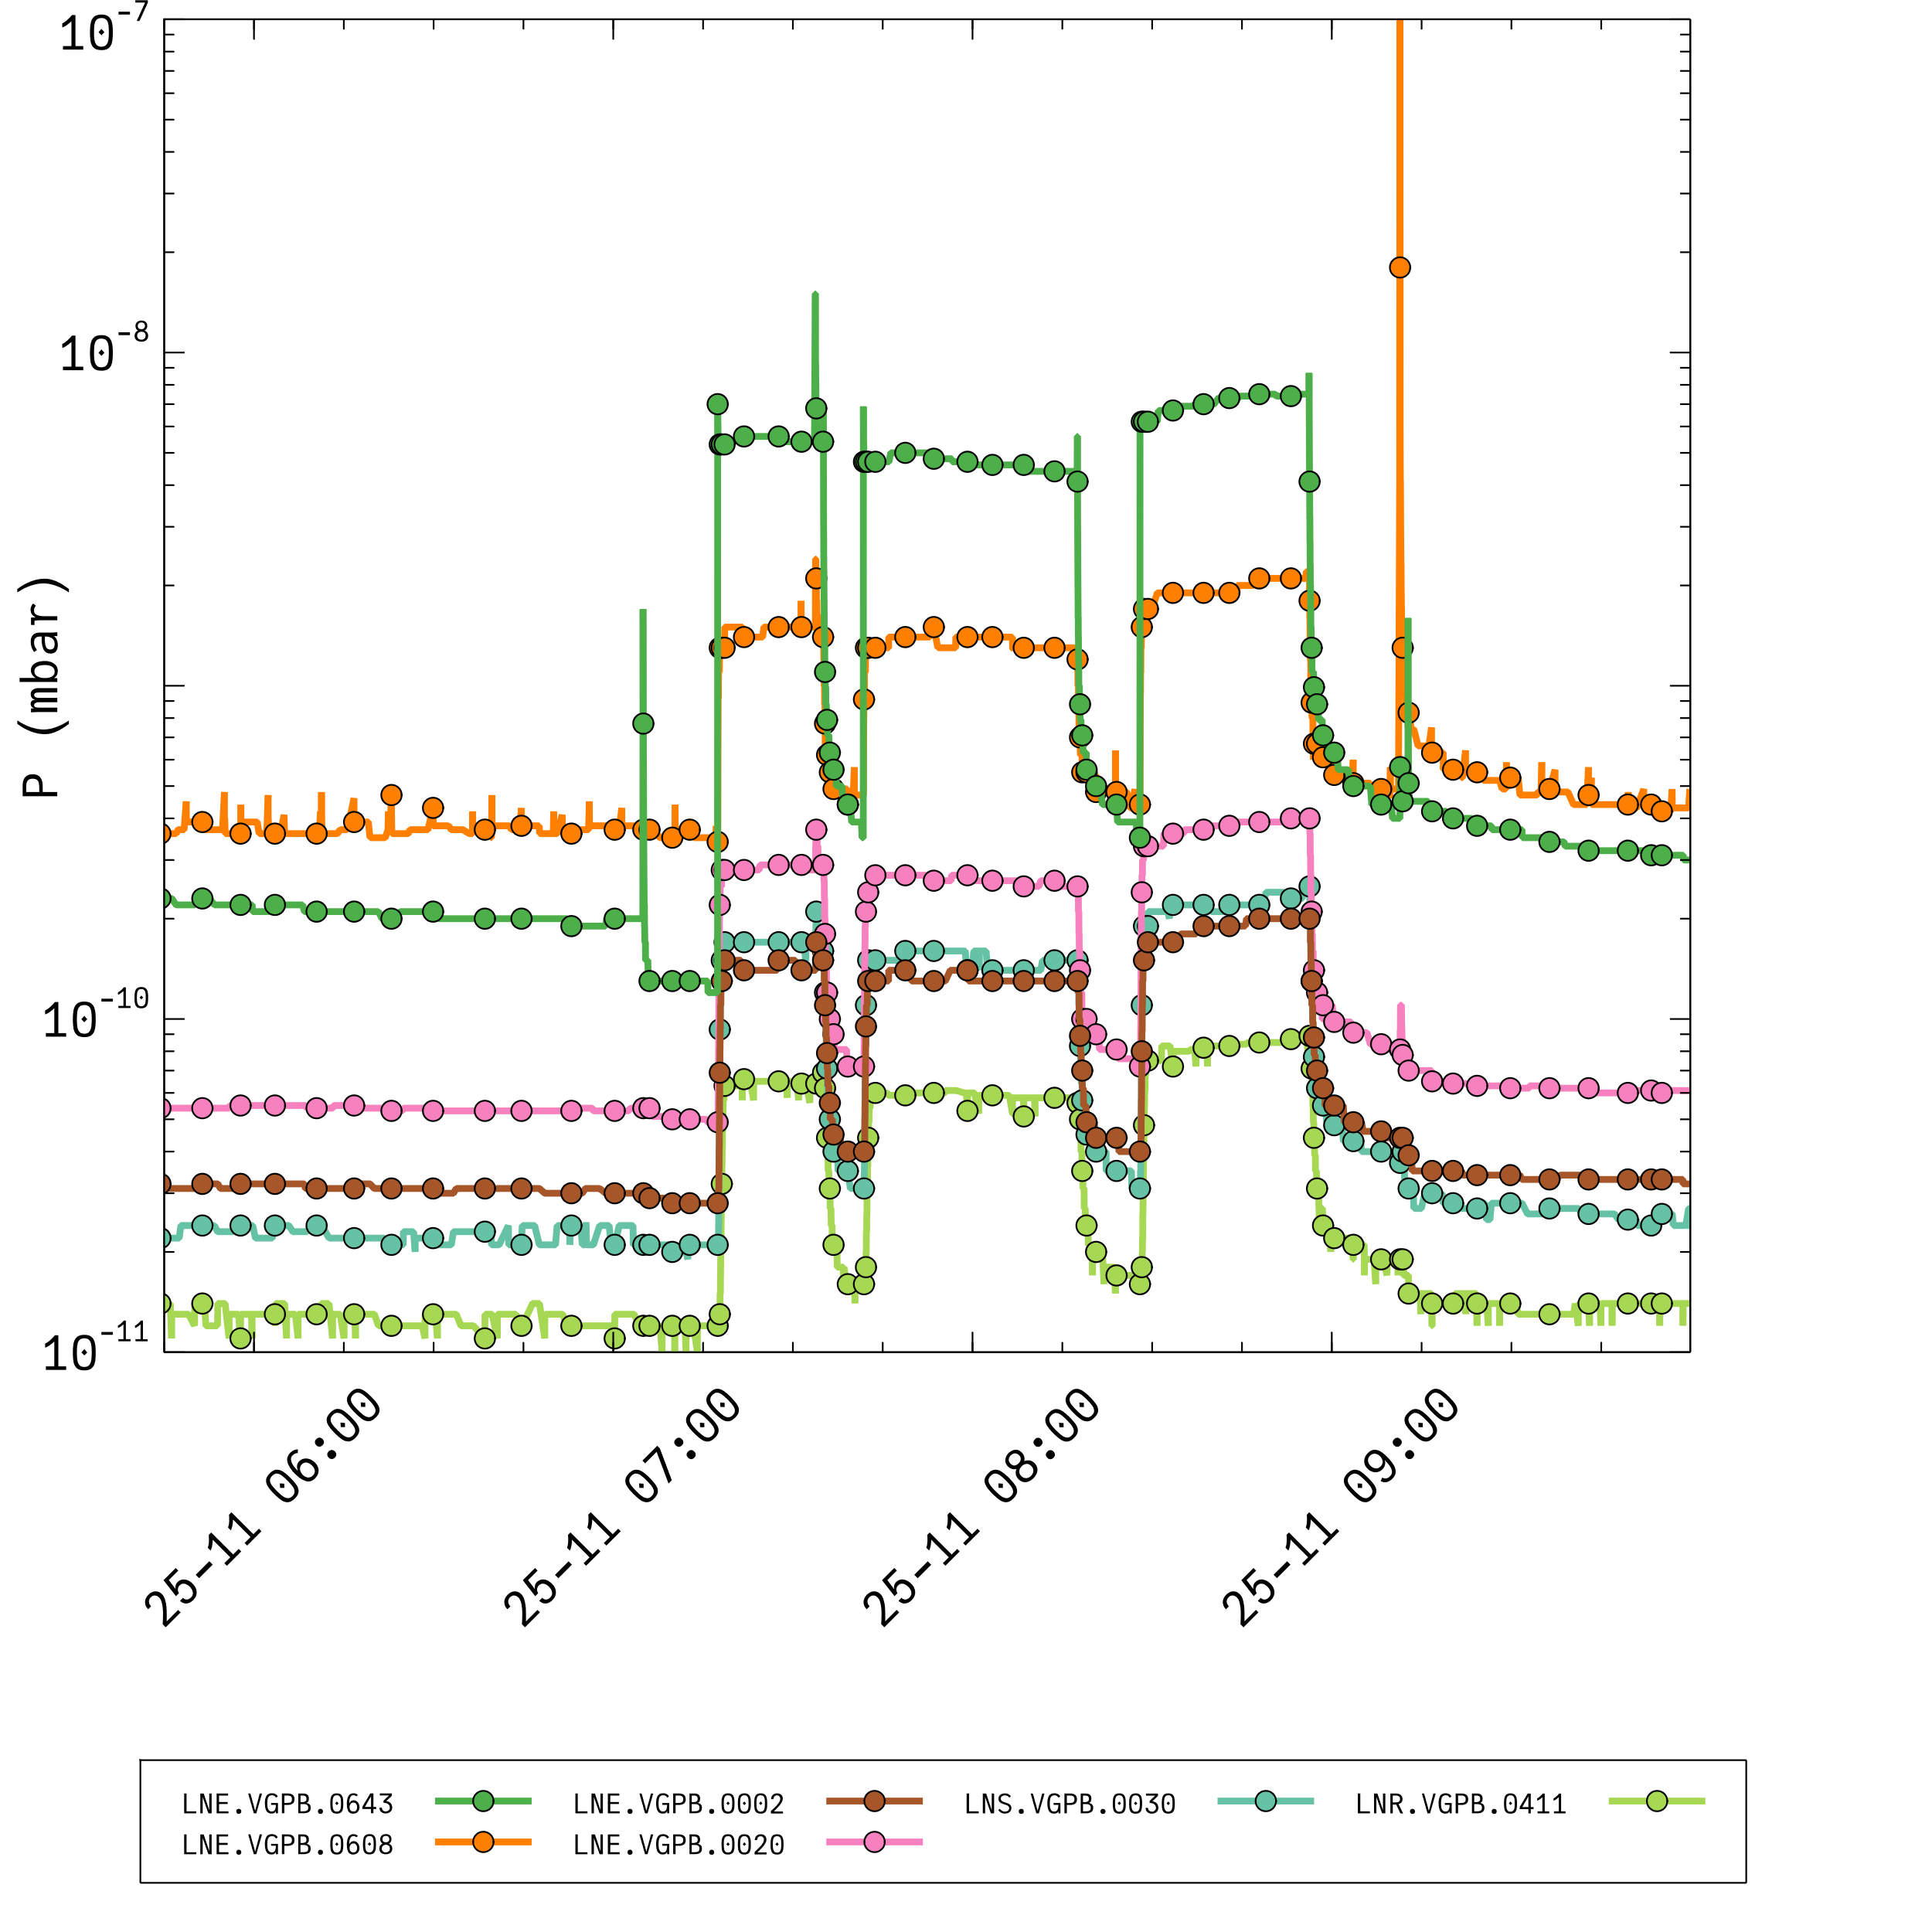 10-7
10-8
10-10
10-11
P (mbar)
25-11 06:00
25-11 07:00
25-11 08:00
25-11 09:00
LNE.VGPB.0643 LNE.VGPB.0002 LNS.VGPB.0030 LNR.VGPB.0411
LNE.VGPB.0608 LNE.VGPB.0020